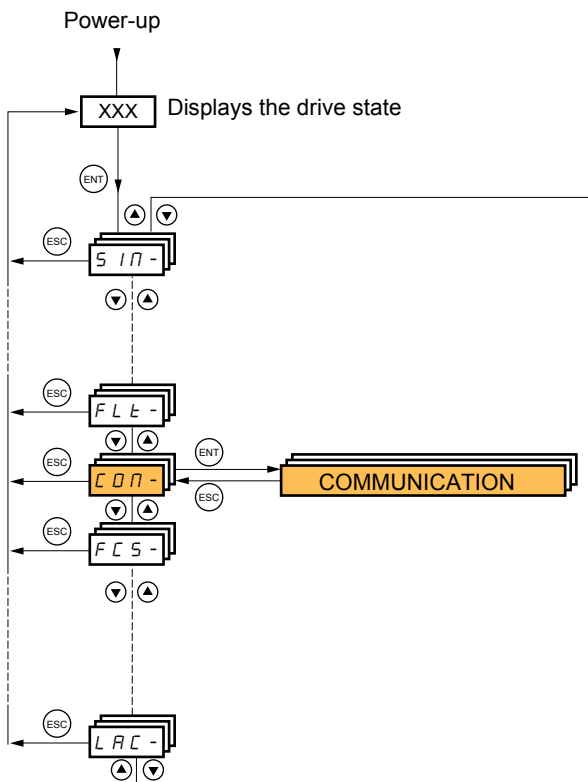 Power-up
XXX Displays the drive state
ENT
ESC
SIM-
ESC
FLt-
ESC
ENT
COM-
COMMUNICATION
ESC
ESC
FCS-
ESC
LAC-